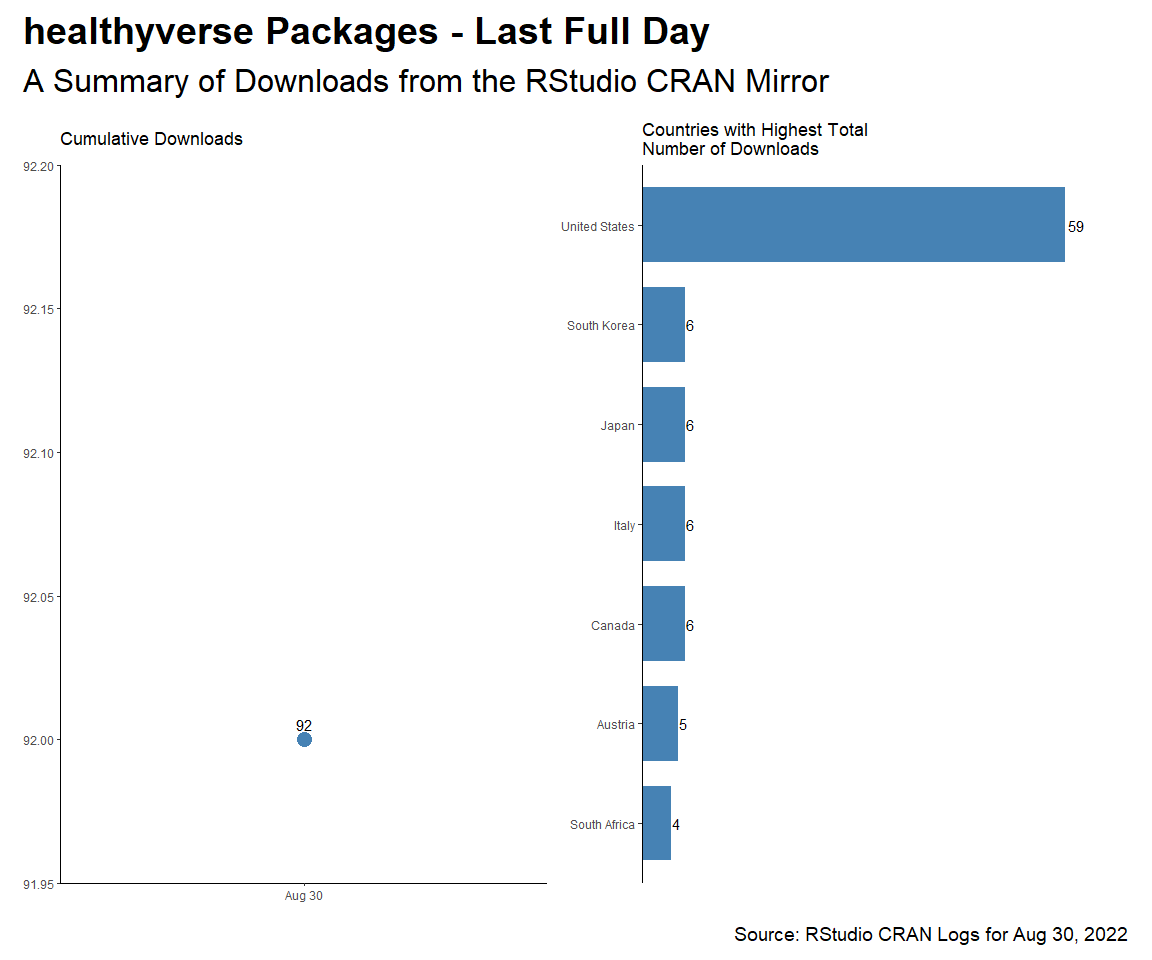 healthyverse Packages - Last Full Day
A Summary of Downloads from the RStudio CRAN Mirror
Cumulative Downloads
92.20
92.15
92.10
92.05
92.00
91.95
92
Aug 30
Countries with Highest Total
Number of Downloads
United States 59
South Korea 6
Japan 6
Italy 6
Canada 6
Austria 5
South Africa 4
Source: RStudio CRAN Logs for Aug 30, 2022